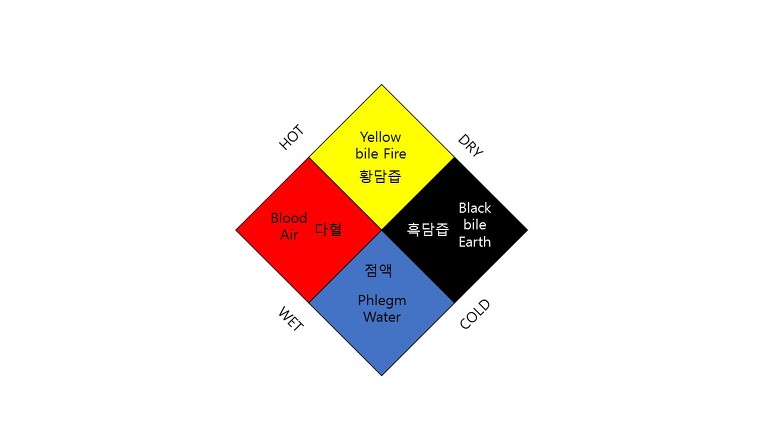 HOT
DRY
Yellow
bile Fire
황담즙
Blood
Air
다혈
흑담즙
Black
bile
Earth
점액
Phlegm
Water
WET
COLD